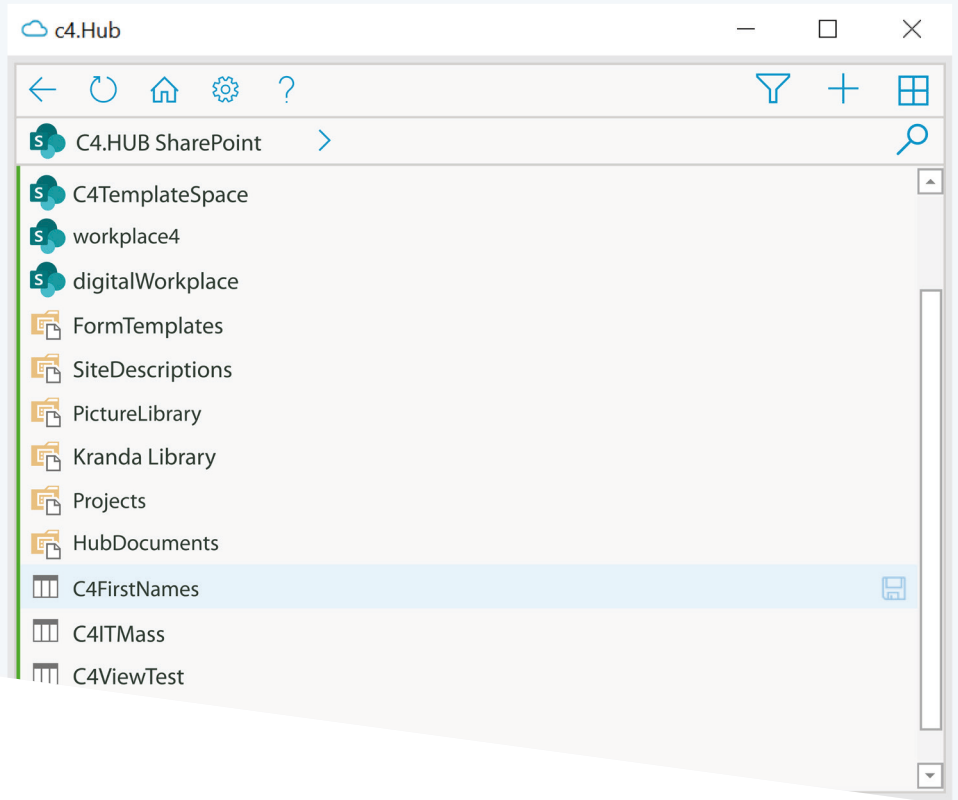 c4.Hub
C4.HUB SharePoint
C4TemplateSpace
workplace4
digitalWorkplace
FormTemplates
SiteDescriptions
PictureLibrary
Kranda Library
Projects
HubDocuments
C4FirstNames
C4ITMass
C4ViewTest